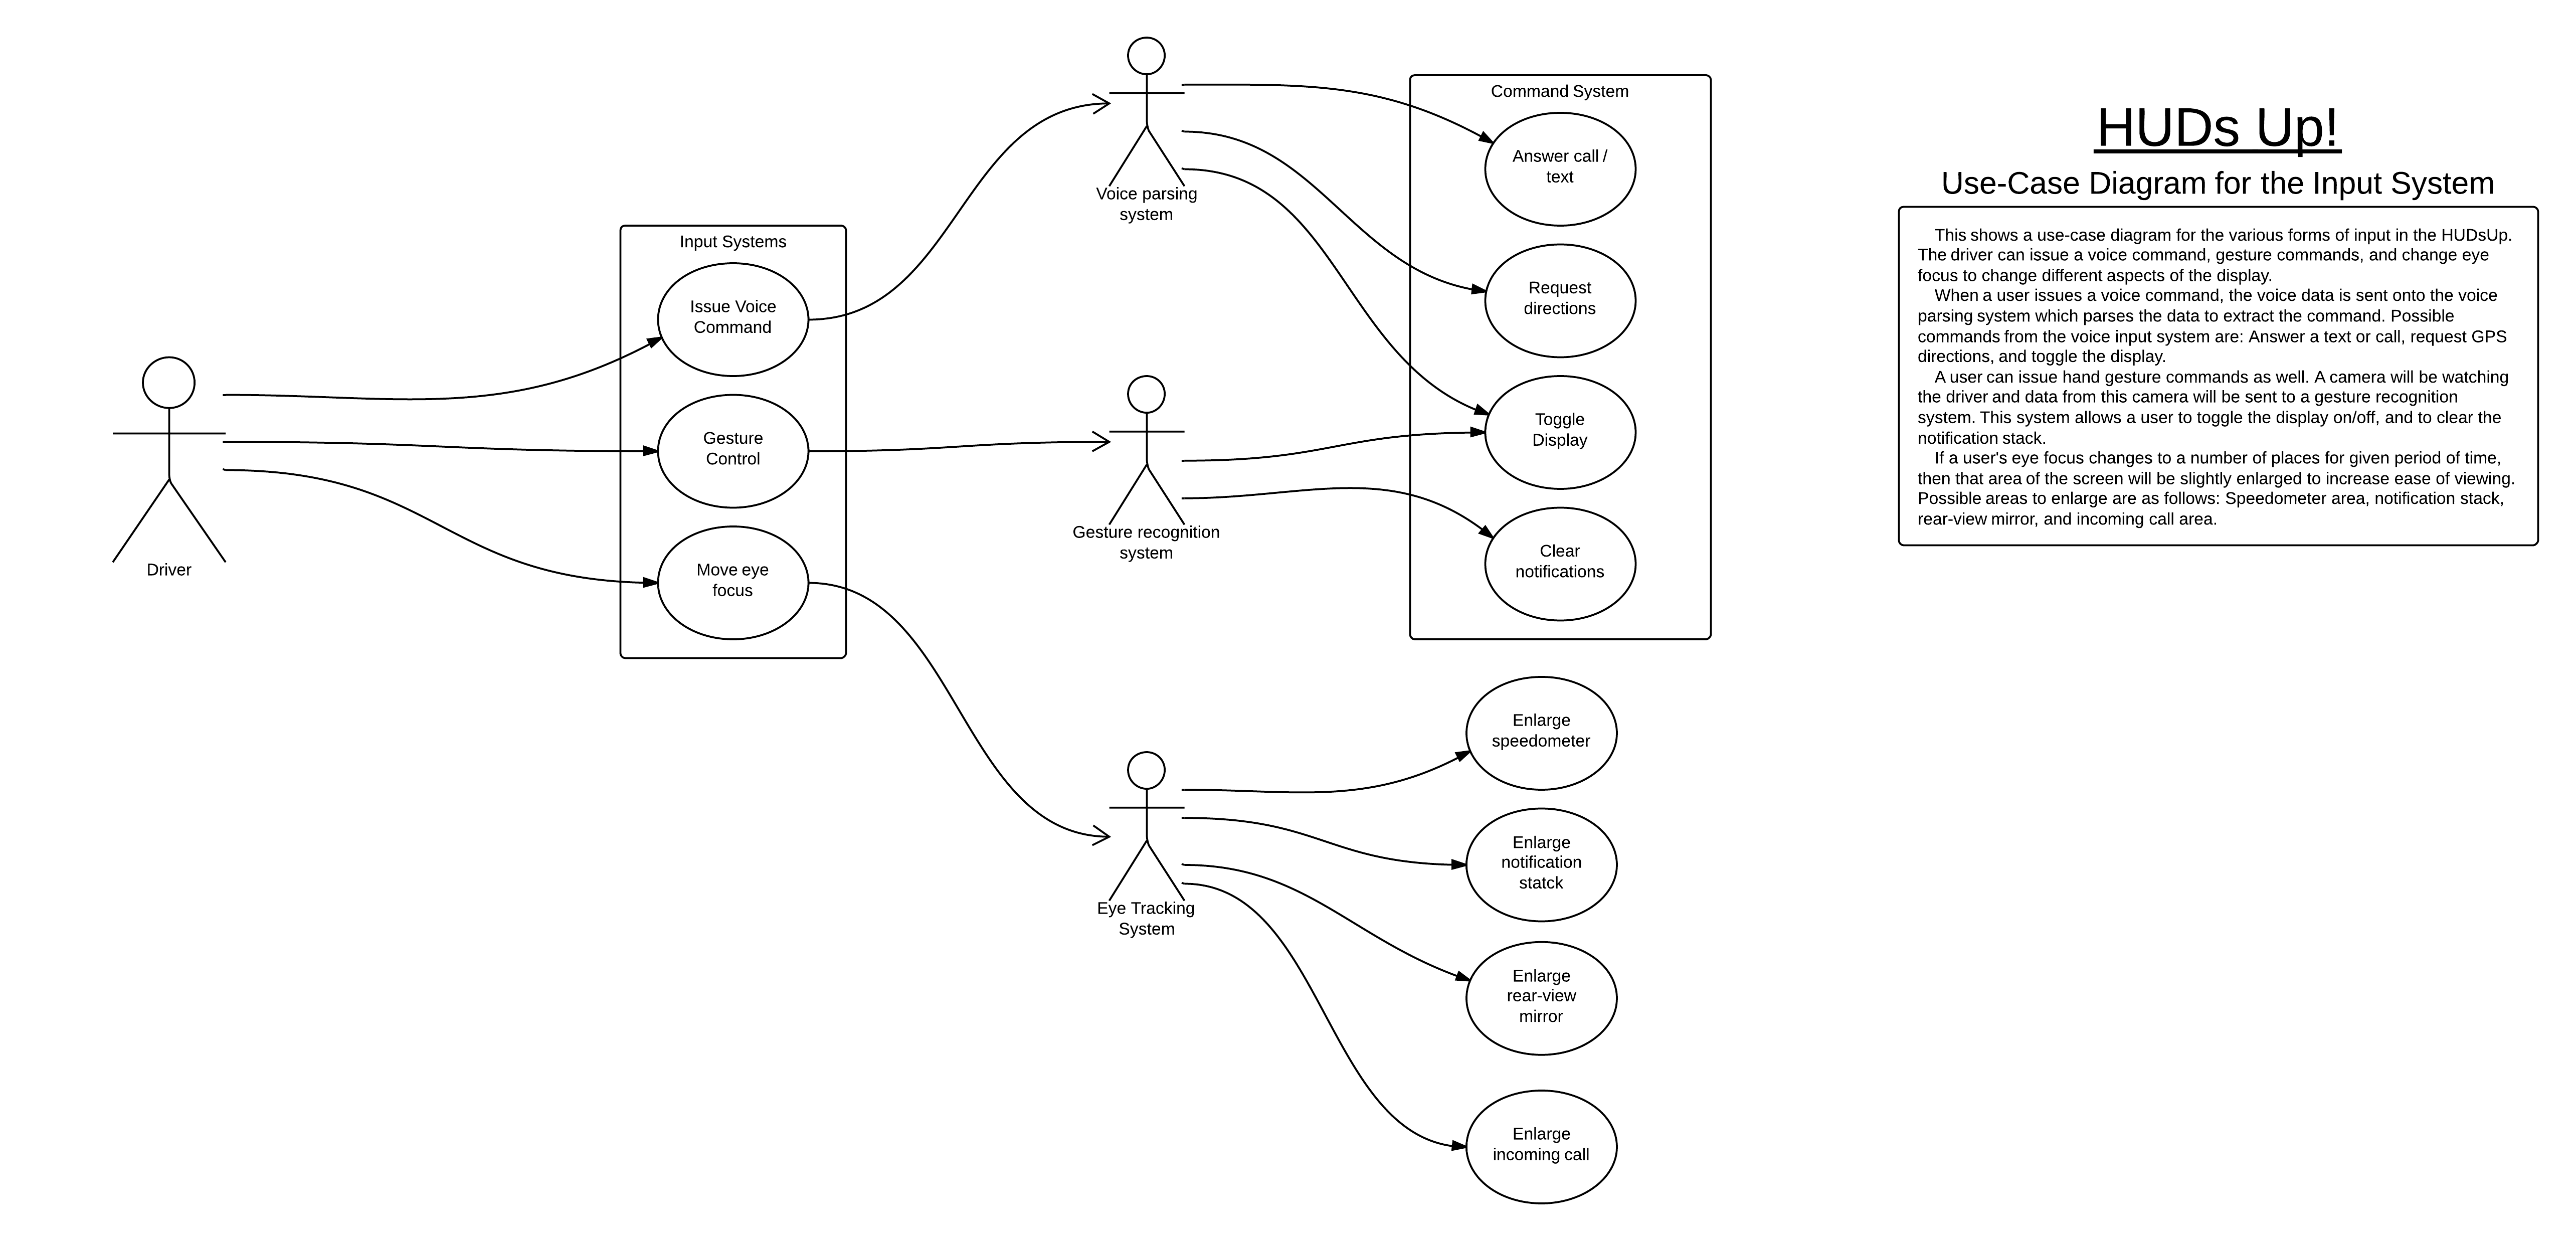 HUDs Up!
Use-Case Diagram for the Input System
This shows a use-case diagram for the various forms of input in the HUDsUp.
The driver can issue a voice command, gesture commands, and change eye
focus to change different aspects of the display.
When a user issues a voice command, the voice data is sent onto the voice
parsing system which parses the data to extract the command. Possible
commands from the voice input system are: Answer a text or call, request GPS
directions, and toggle the display.
A user can issue hand gesture commands as well. A camera will be watching
the driver and data from this camera will be sent to a gesture recognition
system. This system allows a user to toggle the display on/off, and to clear the
notification stack.
If a user's eye focus changes to a number of places for given period of time,
then that area of the screen will be slightly enlarged to increase ease of viewing.
Possible areas to enlarge are as follows: Speedometer area, notification stack,
rear-view mirror, and incoming call area.
Driver
Input Systems
Issue Voice
Command
Gesture
Control
Move eye
focus
Voice parsing
system
Gesture recognition
system
Eye Tracking
System
Command System
Answer call /
text
Request
directions
Toggle
Display
Clear
notifications
Enlarge
speedometer
Enlarge
notification
statck
Enlarge
rear-view
mirror
Enlarge
incoming call